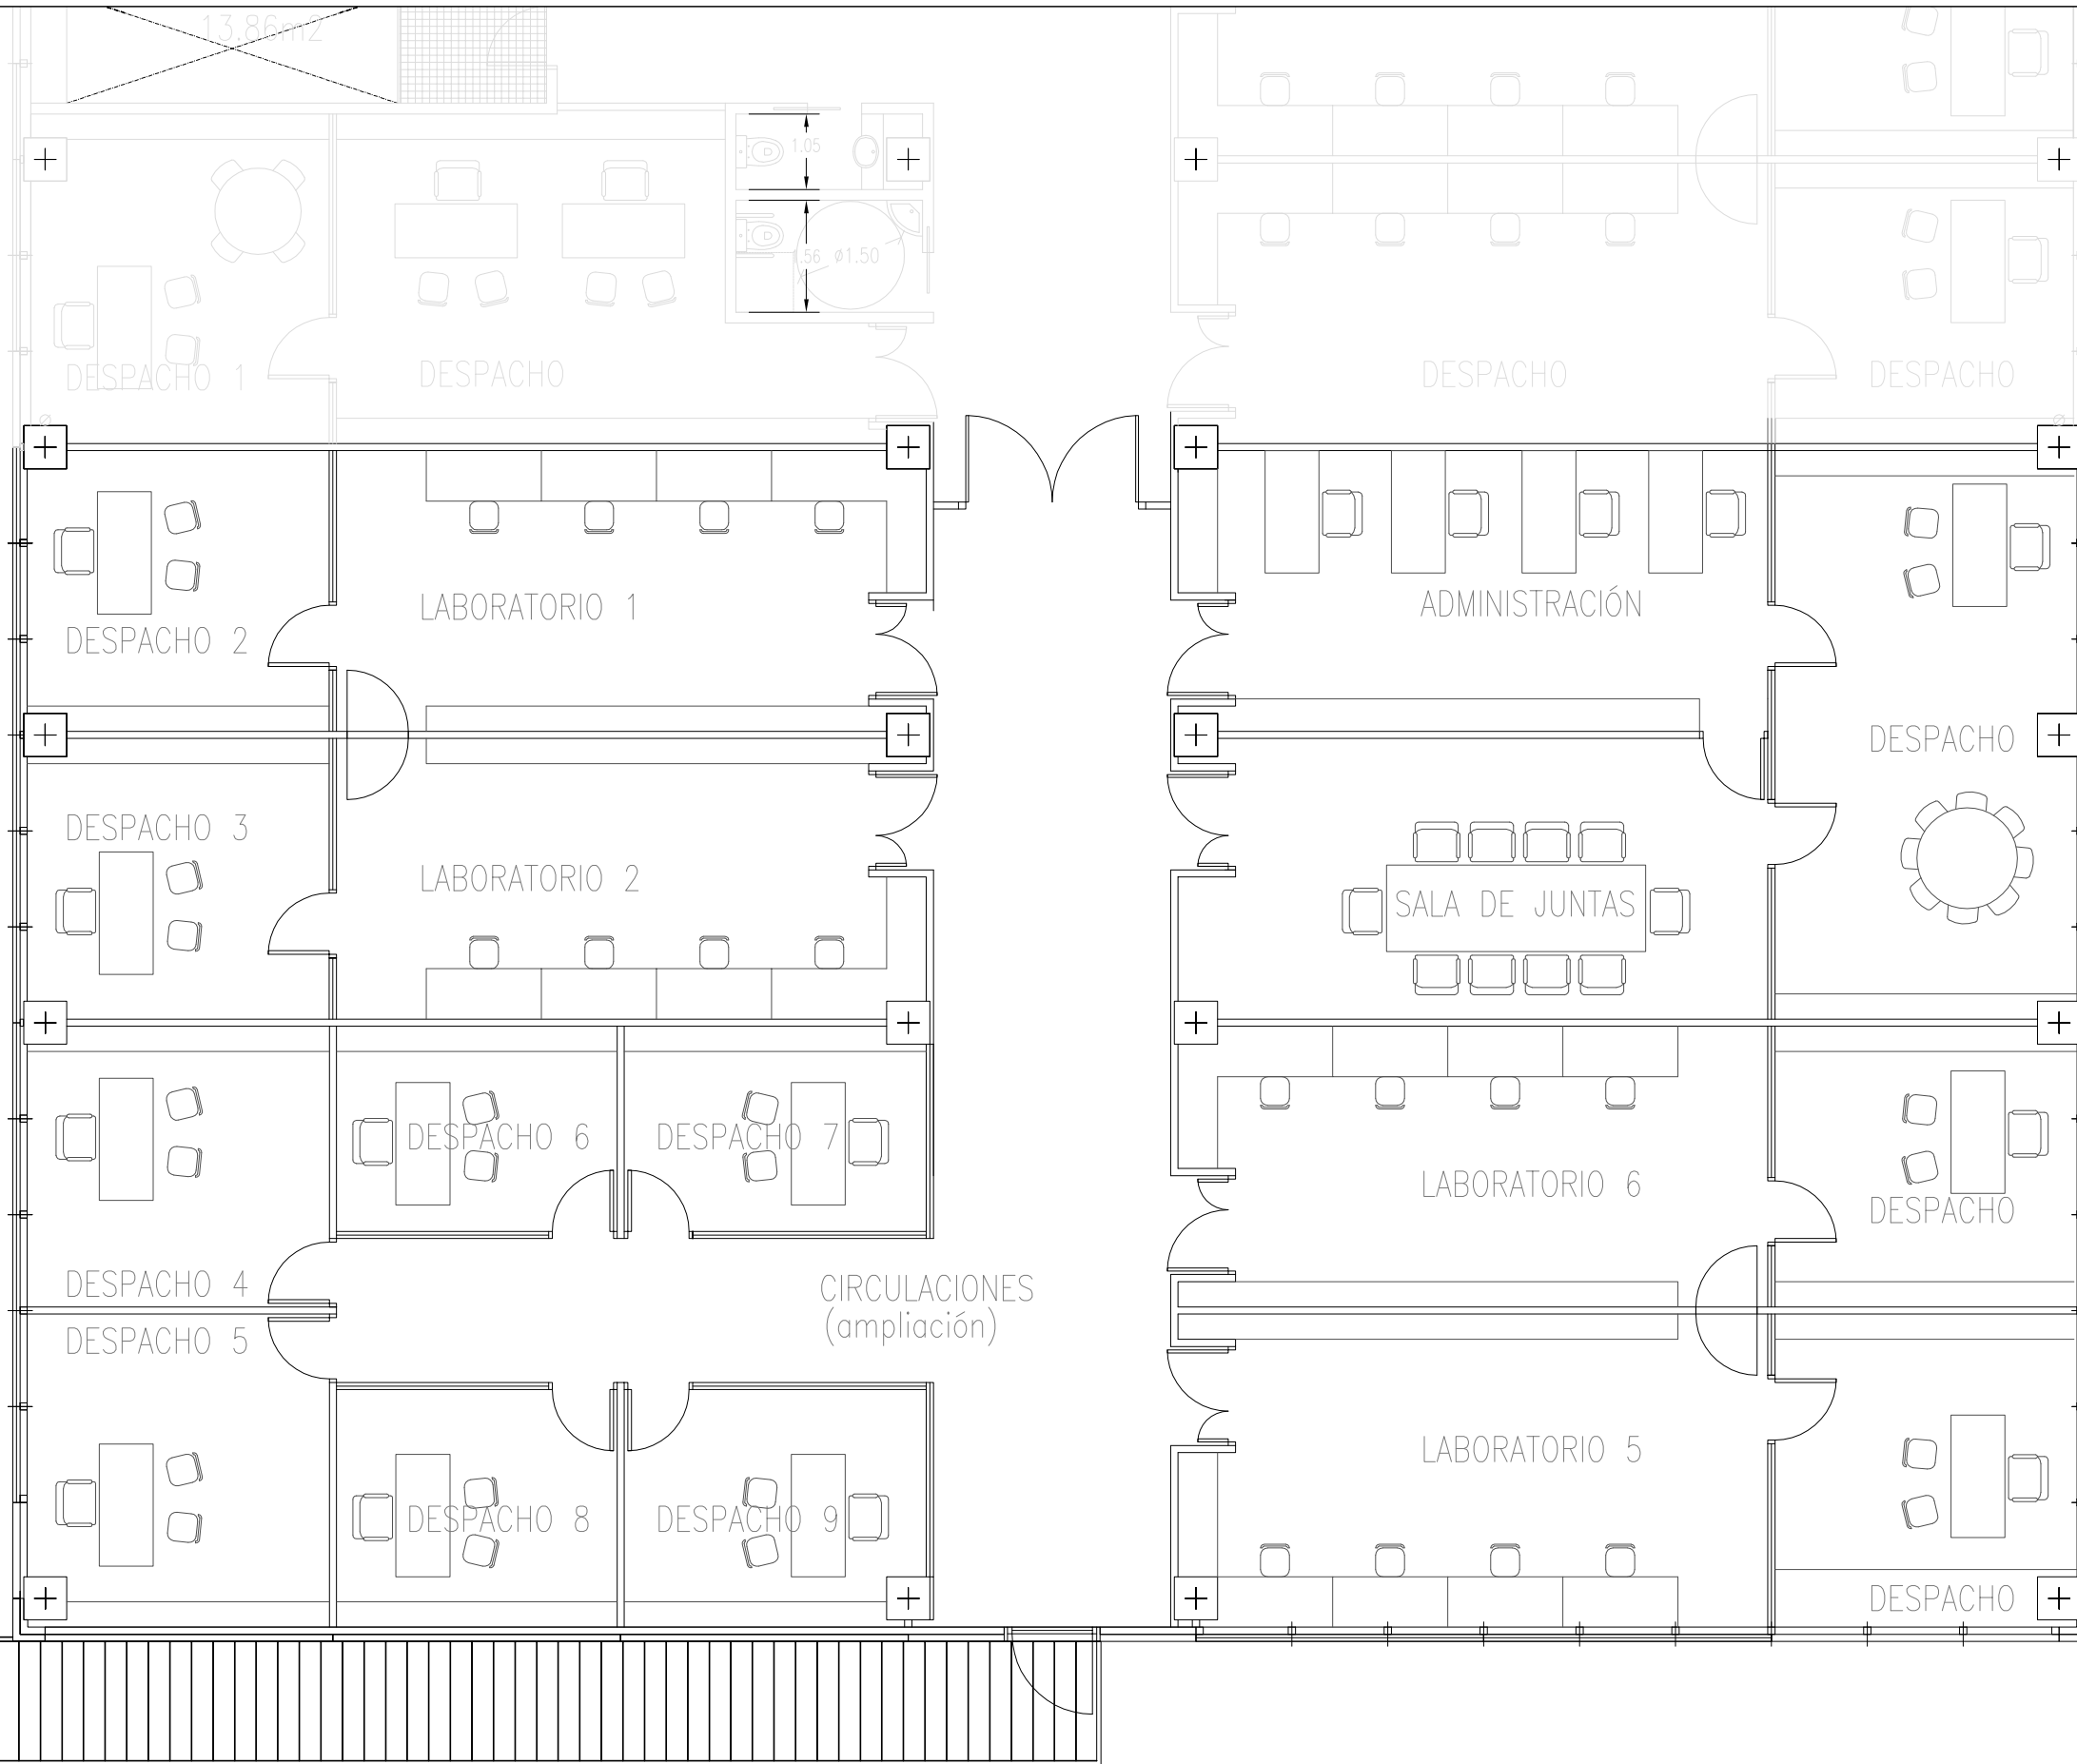 13.86m2
1.05
.56 ø1.50
DESPACHO 1
DESPACHO
DESPACHO
DESPACHO
Ø
Ø
LABORATORIO 1
ADMINISTRACIÓN
DESPACHO 2
DESPACHO
DESPACHO 3
LABORATORIO 2
SALA DE JUNTAS
DESPACHO 6
DESPACHO 7
LABORATORIO 6
DESPACHO
DESPACHO 4
CIRCULACIONES
(ampliación)
DESPACHO 5
LABORATORIO 5
DESPACHO 8
DESPACHO 9
DESPACHO